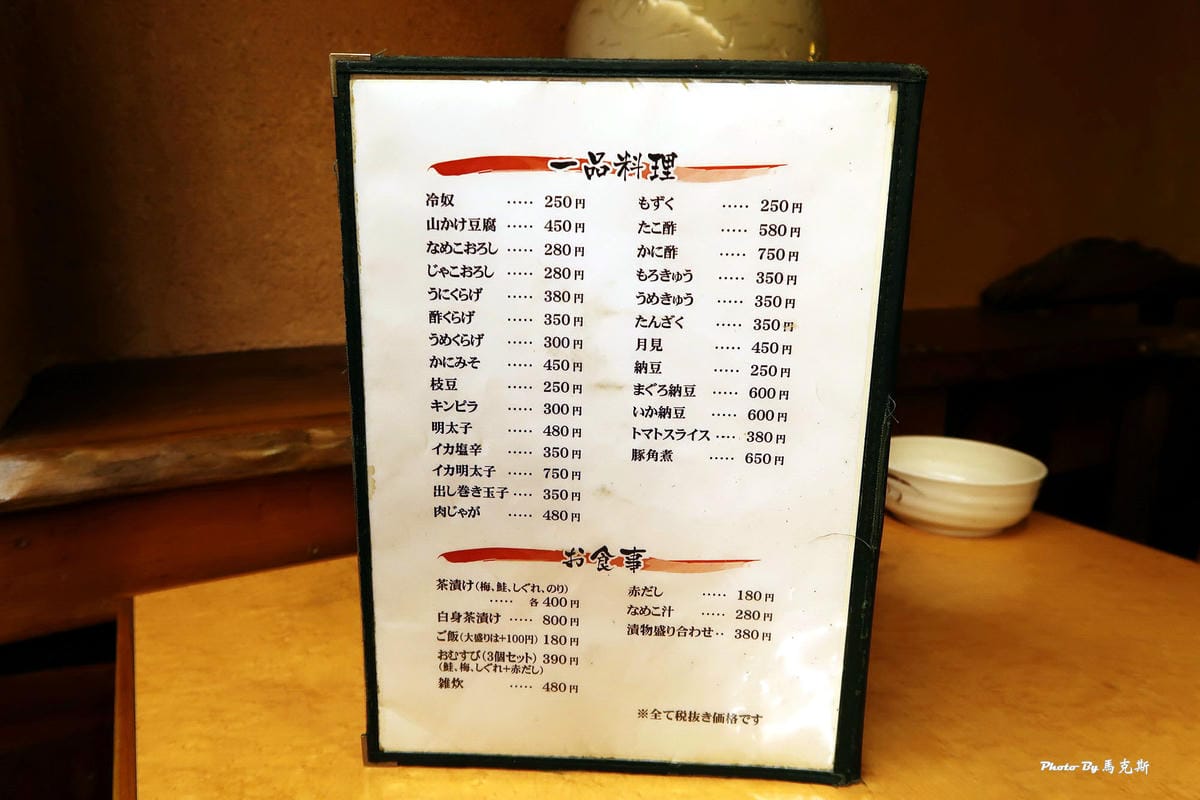 一品料理
冷奴 ····· 250円
山かけ豆腐 ····· 450円
なめこおろし ····· 280円
じゃこおろし ····· 280円
うにくらげ ····· 380円
酢くらげ ····· 350円
うめくらげ ····· 300円
かにみそ ····· 450円
枝豆 ····· 250円
キンピラ ····· 300円
明太子 ····· 480円
イカ塩辛 ····· 350円
イカ明太子 ····· 750円
出し巻き玉子 ···· 350円
肉じゃが ····· 480円
もずく ····· 250円
たこ酢 ····· 580円
かに酢 ····· 750円
もろきゅう ····· 350円
うめきゅう ····· 350円
たんざく ····· 350円
月見 ····· 450円
納豆 ····· 250円
まぐろ納豆 ····· 600円
いか納豆 ····· 600円
トマトスライス ···· 380円
豚角煮 ····· 650円
お食事
茶漬け(梅、鮭、しぐれ、のり)
····· 各400円
白身茶漬け ····· 800円
ご飯(大盛りは+100円) 180円
おむすび(3個セット) 390円
(鮭、梅、しぐれ+赤だし)
雑炊 ····· 480円
赤だし ····· 180円
なめこ汁 ····· 280円
漬物盛り合わせ·· 380円
※全て税抜き価格です
Photo By 馬克斯